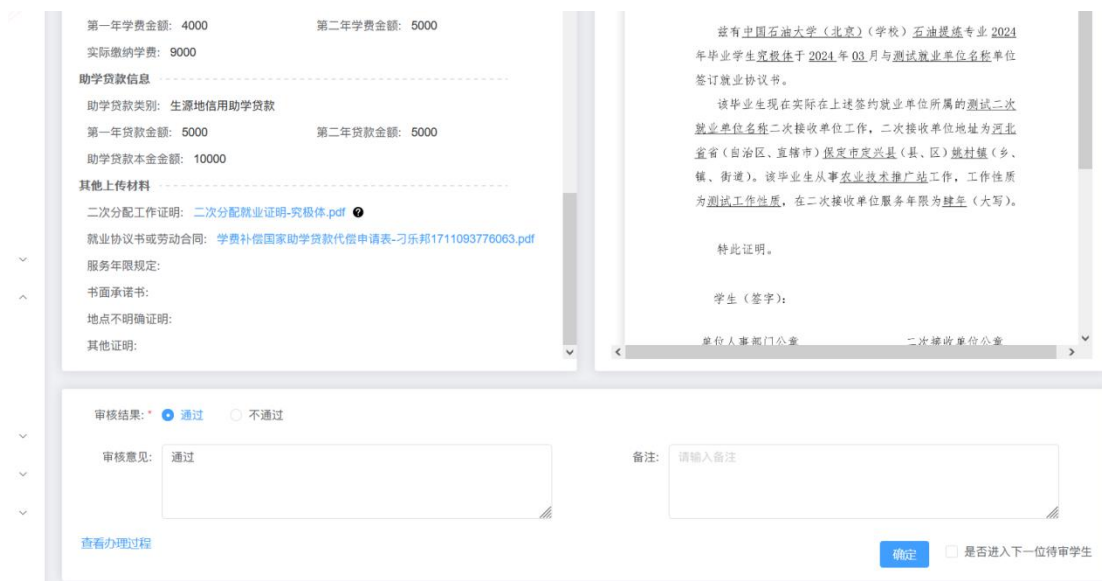 第一年学费金额: 4000 第二年学费金额: 5000
实际缴纳学费: 9000
助学贷款信息
助学贷款类别: 生源地信用助学贷款
第一年贷款金额: 5000 第二年贷款金额: 5000
助学贷款本金金额: 10000
其他上传材料
二次分配工作证明: 二次分配就业证明-究极体.pdf
就业协议书或劳动合同: 学费补偿国家助学贷款代偿申请表-刁乐邦1711093776063.pdf
服务年限规定:
书面承诺书:
地点不明确证明:
其他证明:
兹有中国石油大学（北京）（学校）石油提炼专业 2024
年毕业学生究极体于 2024 年 03 月与测试就业单位名称单位
签订就业协议书。
该毕业生现在实际在上述签约就业单位所属的测试二次
就业单位名称二次接收单位工作，二次接收单位地址为河北
省省（自治区、直辖市）保定市定兴县（县、区）姚村镇（乡、
镇、街道）。该毕业生从事农业技术推广站工作，工作性质
为测试工作性质，在二次接收单位服务年限为肆年（大写）。
特此证明。
学生（签字）：
单位人事部门公章 二次接收单位公章
审核结果: * 通过 不通过
审核意见: 通过 备注: 请输入备注
查看办理过程 确定 是否进入下一位待审学生